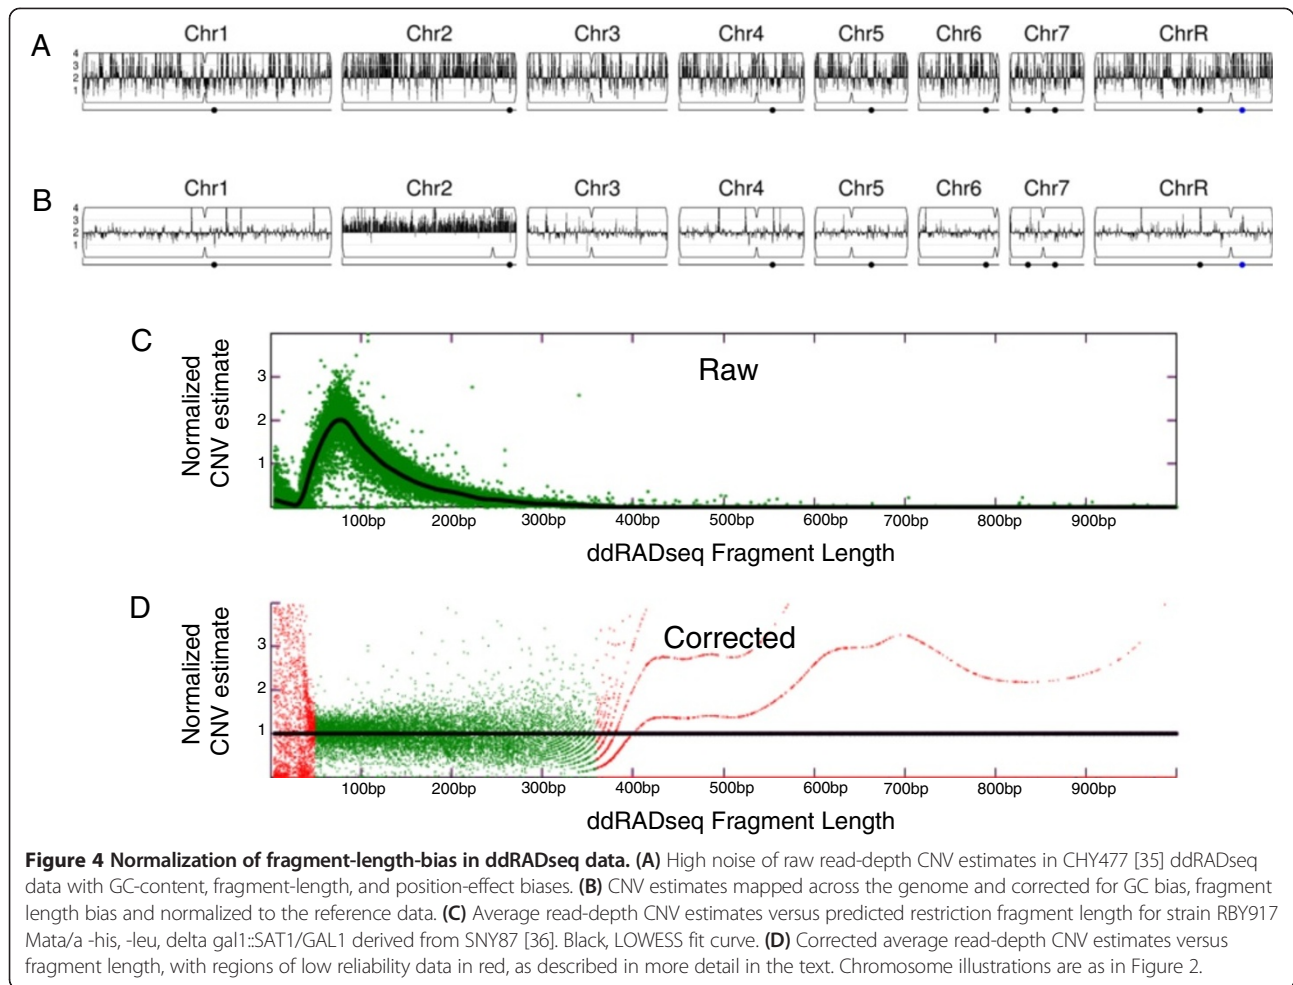 A
Chr1 Chr2 Chr3 Chr4 Chr5 Chr6 Chr7 ChrR
4
3
2
1
B
Chr1 Chr2 Chr3 Chr4 Chr5 Chr6 Chr7 ChrR
4
3
2
1
C
Normalized
CNV estimate
Raw
3
2
1
100bp 200bp 300bp 400bp 500bp 600bp 700bp 800bp 900bp
ddRADseq Fragment Length
D
Normalized
CNV estimate
Corrected
3
2
1
100bp 200bp 300bp 400bp 500bp 600bp 700bp 800bp 900bp
ddRADseq Fragment Length
Figure 4 Normalization of fragment-length-bias in ddRADseq data. (A) High noise of raw read-depth CNV estimates in CHY477 [35] ddRADseq
data with GC-content, fragment-length, and position-effect biases. (B) CNV estimates mapped across the genome and corrected for GC bias, fragment
length bias and normalized to the reference data. (C) Average read-depth CNV estimates versus predicted restriction fragment length for strain RBY917
Mata/a -his, -leu, delta gal1::SAT1/GAL1 derived from SNY87 [36]. Black, LOWESS fit curve. (D) Corrected average read-depth CNV estimates versus
fragment length, with regions of low reliability data in red, as described in more detail in the text. Chromosome illustrations are as in Figure 2.